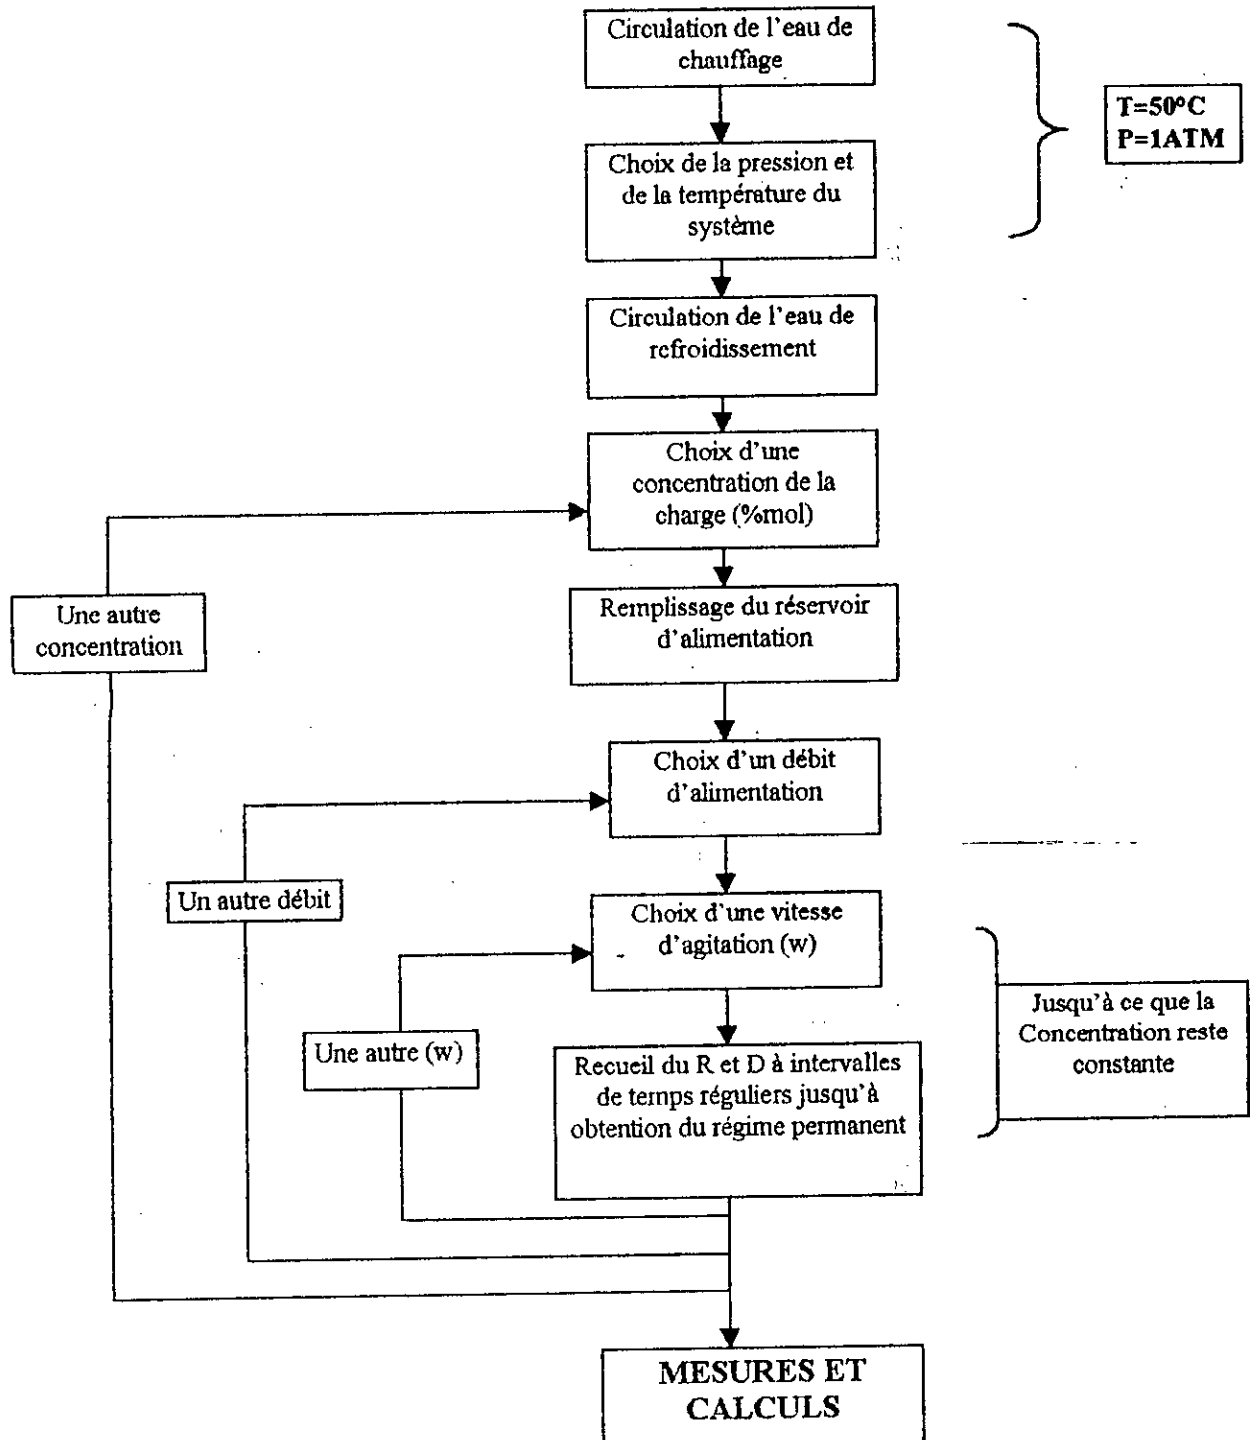 Circulation de l'eau de
chauffage
T=50°C
P=1ATM
Choix de la pression et
de la température du
système
Circulation de l'eau de
refroidissement
Choix d'une
concentration de la
charge (%mol)
Une autre
concentration
Remplissage du réservoir
d'alimentation
Choix d'un débit
d'alimentation
Un autre débit
Choix d'une vitesse
d'agitation (w)
Une autre (w)
Recueil du R et D à intervalles
de temps réguliers jusqu'à
obtention du régime permanent
Jusqu'à ce que la
Concentration reste
constante
MESURES ET
CALCULS